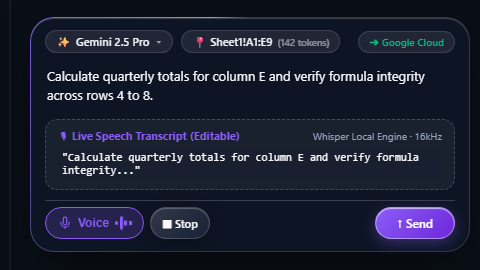 ✨ Gemini 2.5 Pro
📍 Sheet1!A1:E9 (142 tokens)
➔ Google Cloud
Calculate quarterly totals for column E and verify formula integrity
across rows 4 to 8.
Live Speech Transcript (Editable)
Whisper Local Engine · 16kHz
"Calculate quarterly totals for column E and verify formula
integrity..."
Voice
Stop
↑ Send